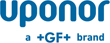 uponor
a +GF+ brand